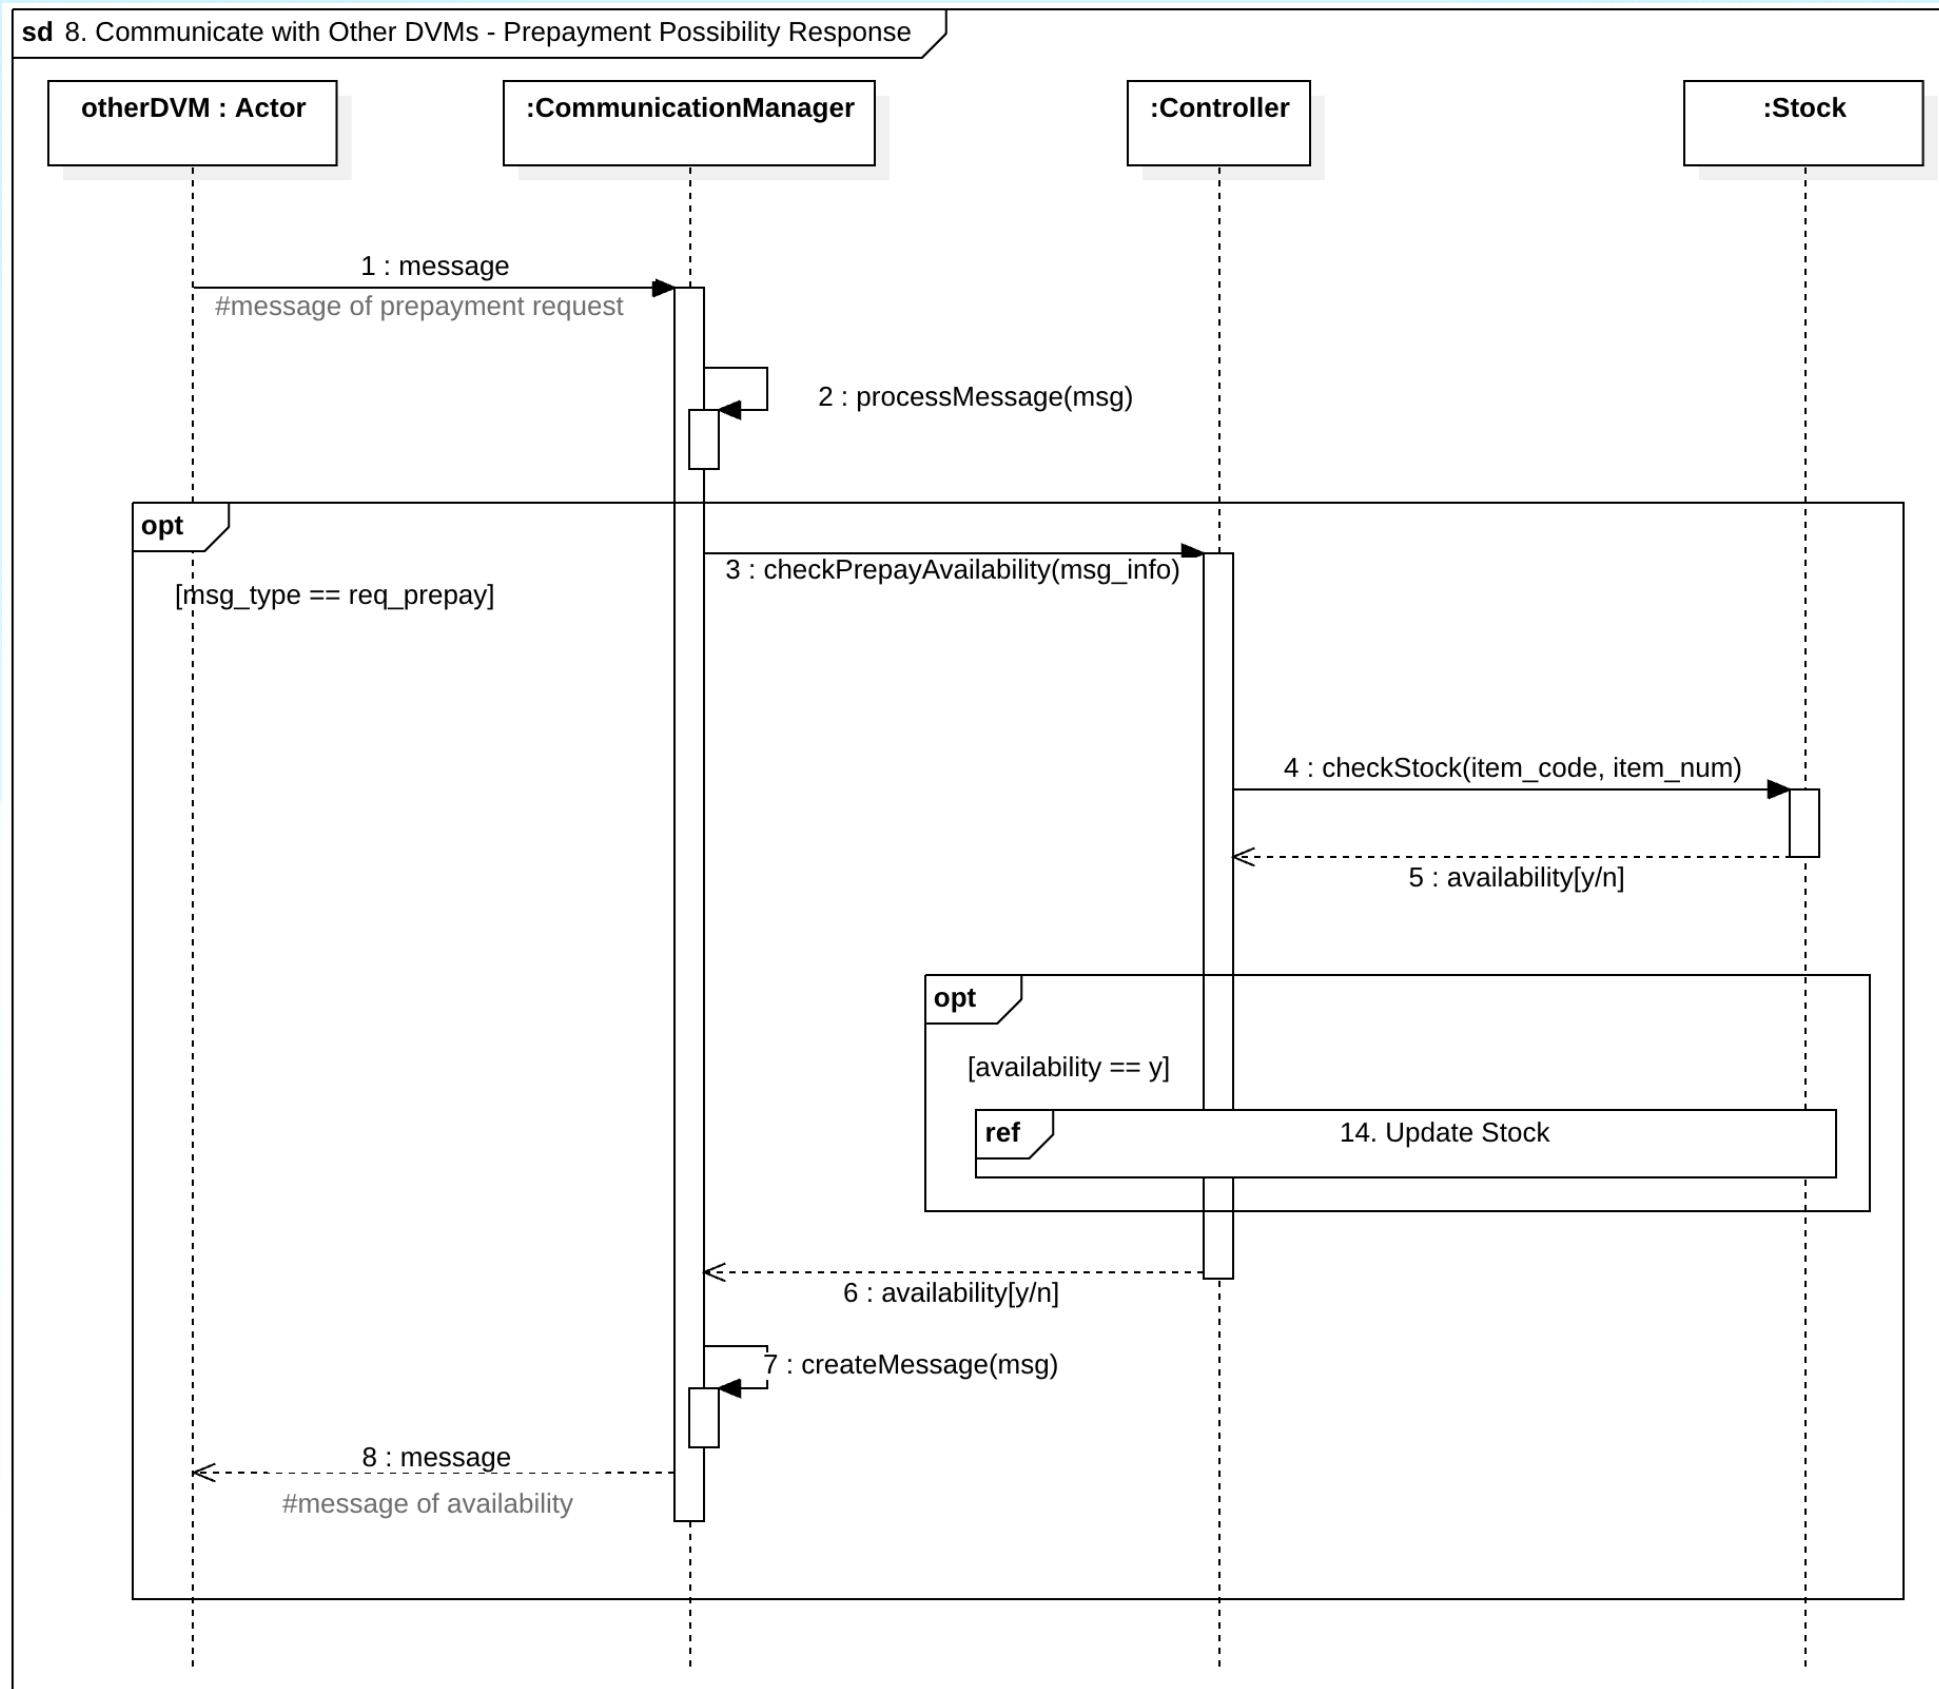 sd 8. Communicate with Other DVMs - Prepayment Possibility Response
otherDVM : Actor
:CommunicationManager
:Controller
:Stock
1 : message
#message of prepayment request
2 : processMessage(msg)
opt
3 : checkPrepayAvailability(msg_info)
[msg_type == req_prepay]
4 : checkStock(item_code, item_num)
5 : availability[y/n]
opt
[availability == y]
ref
14. Update Stock
6 : availability[y/n]
7 : createMessage(msg)
8 : message
#message of availability